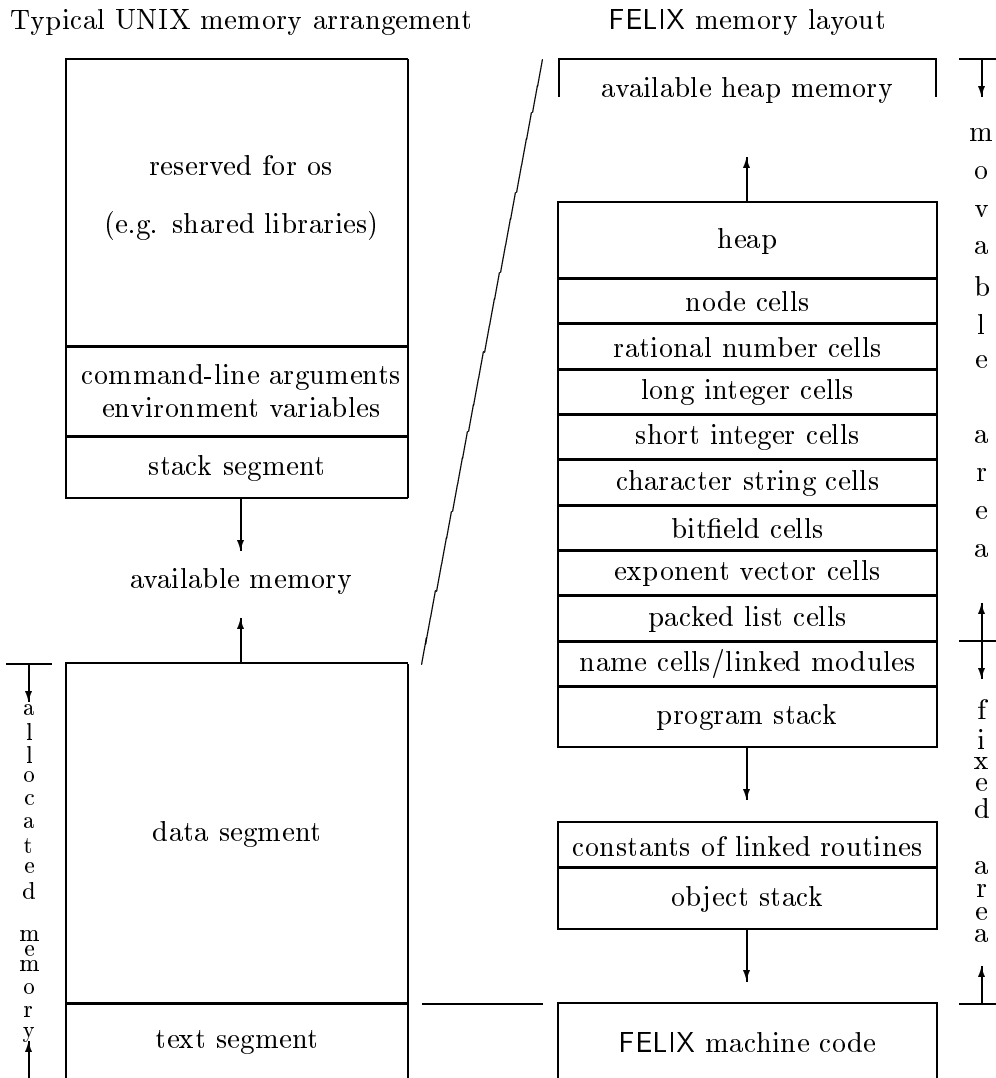 Typical UNIX memory arrangement
reserved for os
(e.g. shared libraries)
command-line arguments
environment variables
stack segment
available memory
allocated memory
data segment
text segment
FELIX memory layout
available heap memory
heap
node cells
rational number cells
long integer cells
short integer cells
character string cells
bitfield cells
exponent vector cells
packed list cells
name cells/linked modules
program stack
constants of linked routines
object stack
FELIX machine code
movable area
fixed area